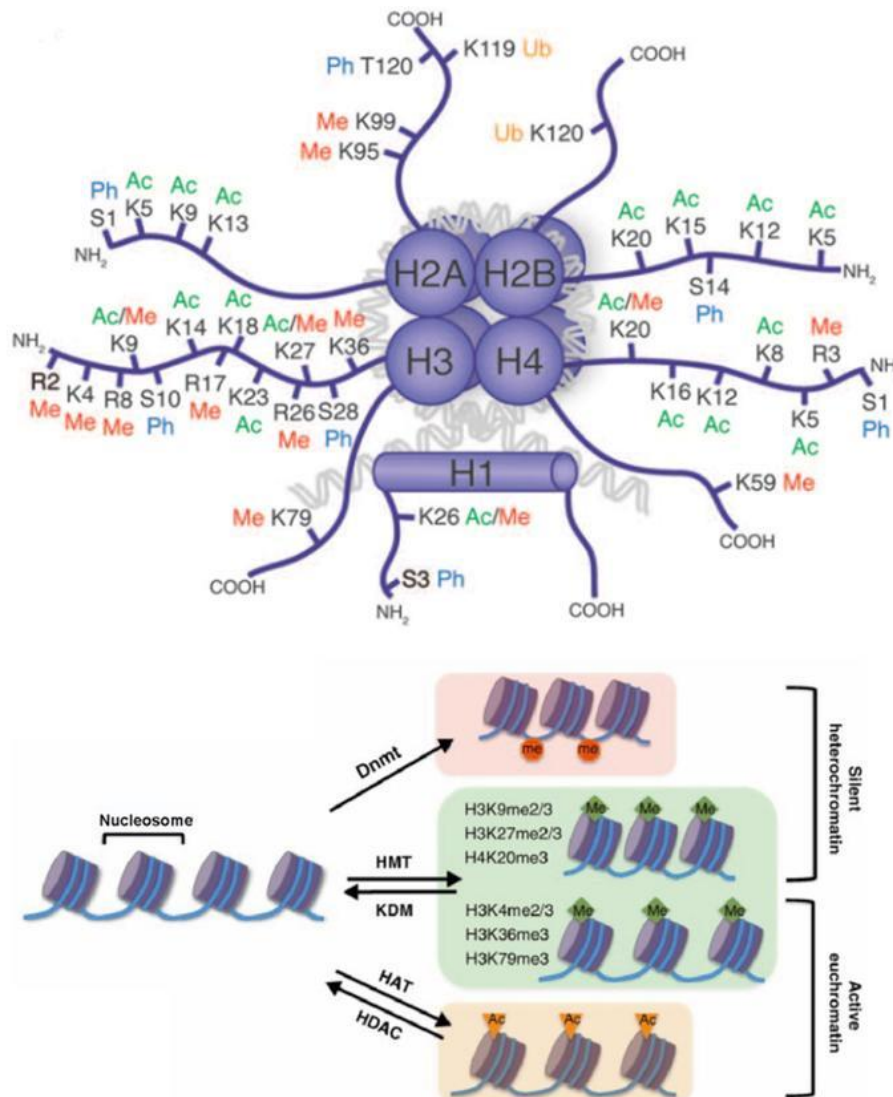 COOH
K119 Ub
Ph T120
COOH
Me K99
Me K95
Ub K120
Ph Ac Ac Ac
S1 K5 K9 K13
NH2
Ac Ac Ac Ac
K20 K15 K12 K5
S14
Ph
NH2
H2A H2B
H3 H4
Ac/Me Ac Ac Ac/Me Me
K9 K14 K18 K27 K36
NH2
R2 K4 R8 S10 R17 K23 R26 S28
Me Me Me Ph Me Ac Me Ph
Ac/Me Ac Me
K20 K8 R3
NH
K16 K12 K5 S1
Ac Ac Ac Ph
H1
K59 Me
COOH
Me K79
COOH
K26 Ac/Me
S3 Ph
NH2
COOH
Nucleosome
Dnmt
me me
HMT
KDM
H3K9me2/3
H3K27me2/3
H4K20me3
Me Me Me
H3K4me2/3
H3K36me3
H3K79me3
Me Me Me
HAT
HDAC
Ac Ac Ac
Silent
heterochromatin
Active
euchromatin